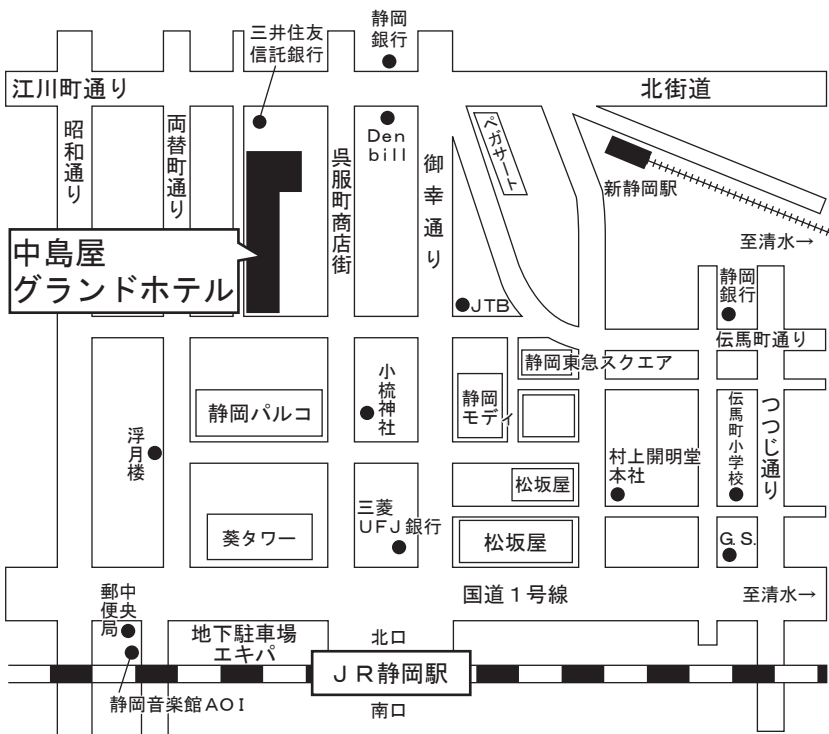 三井住友
信託銀行
静岡
銀行
江川町通り
北街道
昭和通り
両替町通り
呉服町商店街
Den
bill
御幸通り
ペガサート
新静岡駅
至清水→
中島屋
グランドホテル
JTB
静岡
銀行
伝馬町通り
静岡東急スクエア
静岡パルコ
小梳神社
静岡
モディ
浮月楼
村上開明堂
本社
伝馬町小学校
つつじ通り
松坂屋
三菱
UFJ銀行
葵タワー
松坂屋
G.S.
国道1号線
至清水→
中央
郵便局
地下駐車場
エキパ
北口
JR静岡駅
静岡音楽館AOI
南口